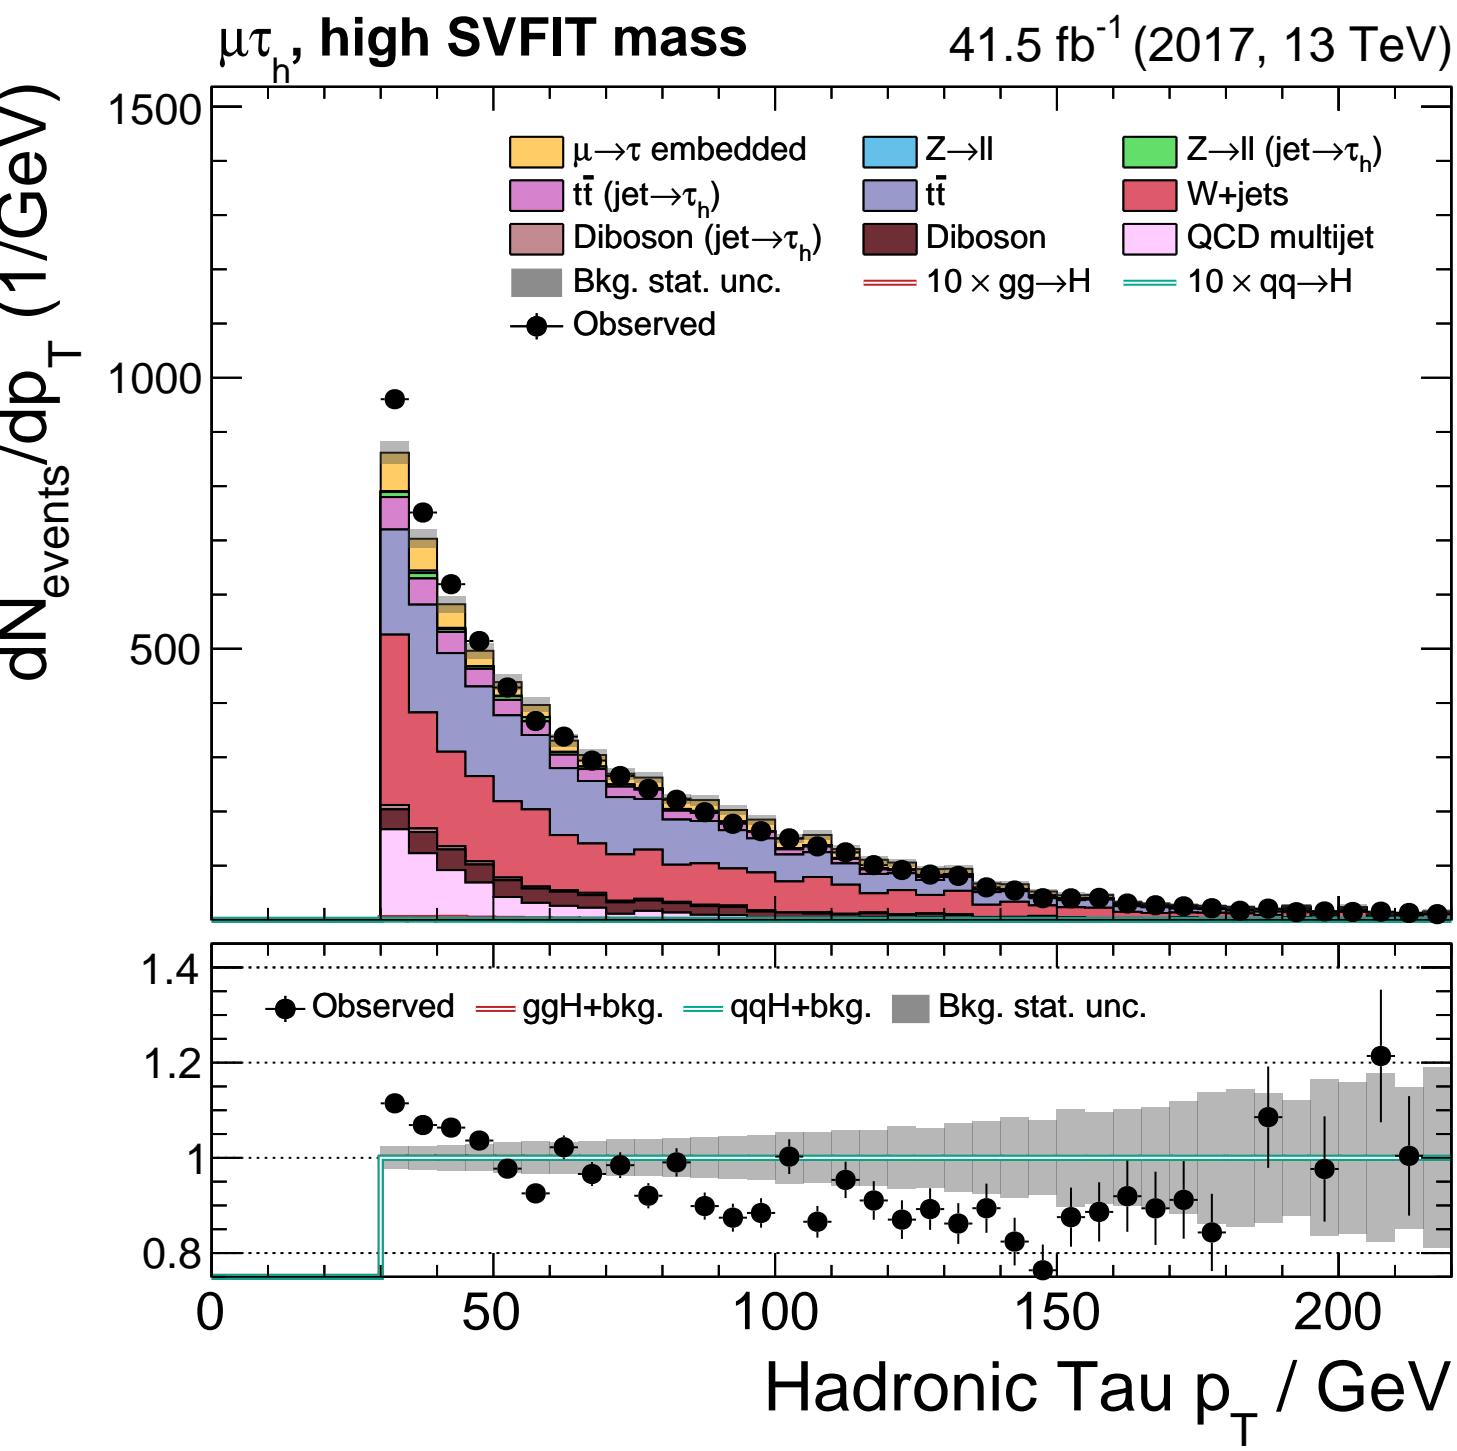 μτh, high SVFIT mass 41.5 fb-1 (2017, 13 TeV)
dNevents/dpT (1/GeV)
1500
1000
500
μ→τ embedded Z→ll Z→ll (jet→τh)
tt̄ (jet→τh) tt̄ W+jets
Diboson (jet→τh) Diboson QCD multijet
Bkg. stat. unc. 10 × gg→H 10 × qq→H
Observed
1.4
1.2
1
0.8
Observed ggH+bkg. qqH+bkg. Bkg. stat. unc.
0 50 100 150 200
Hadronic Tau pT / GeV